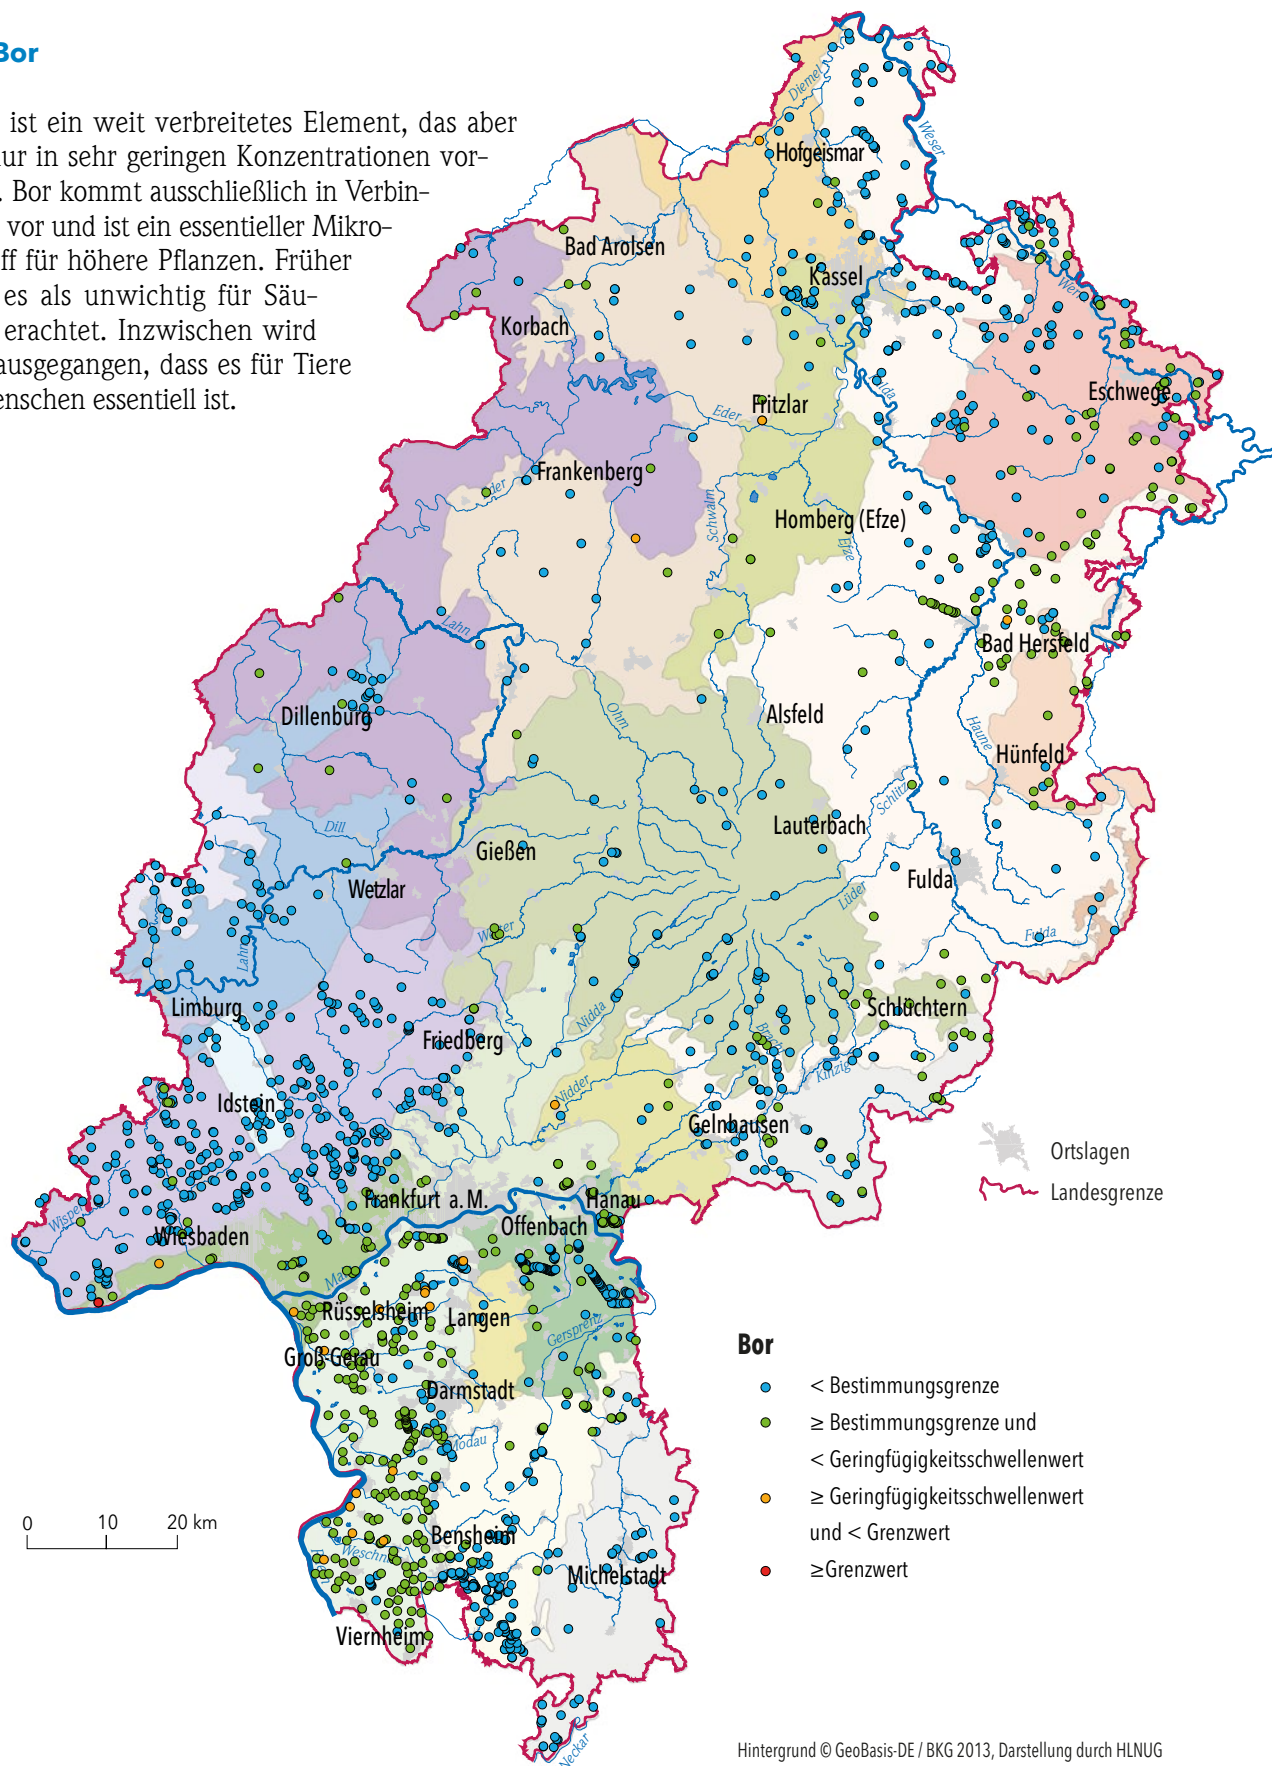 Bor
ist ein weit verbreitetes Element, das aber
nur in sehr geringen Konzentrationen vor-
. Bor kommt ausschließlich in Verbin-
vor und ist ein essentieller Mikro-
ff für höhere Pflanzen. Früher
es als unwichtig für Säu-
erachtet. Inzwischen wird
ausgegangen, dass es für Tiere
enschen essentiell ist.
Diemel
Hofgeismar
Weser
Bad Arolsen
Kassel
Werra
Korbach
Fulda
Eschwege
Eder
Fritzlar
Frankenberg
Eder
Schwalm
Homberg (Efze)
Efze
Lahn
Bad Hersfeld
Dillenburg
Ohm
Alsfeld
Haune
Hünfeld
Schlitz
Dill
Lauterbach
Gießen
Wetzlar
Fulda
Lüder
Lahn
Wetter
Fulda
Lahn
Limburg
Nidda
Schlüchtern
Friedberg
Bracht
Kinzig
Nidder
Idstein
Gelnhausen
Ortslagen
Landesgrenze
Frankfurt a.M.
Hanau
Wisper
Wiesbaden
Offenbach
Main
Rüsselsheim
Langen
Gersprenz
Groß-Gerau
Darmstadt
Modau
Bensheim
Weschnitz
Rhein
Michelstadt
Viernheim
Neckar
0 10 20 km
Bor
< Bestimmungsgrenze
≥ Bestimmungsgrenze und
< Geringfügigkeitsschwellenwert
≥ Geringfügigkeitsschwellenwert
und < Grenzwert
≥Grenzwert
Hintergrund © GeoBasis-DE / BKG 2013, Darstellung durch HLNUG